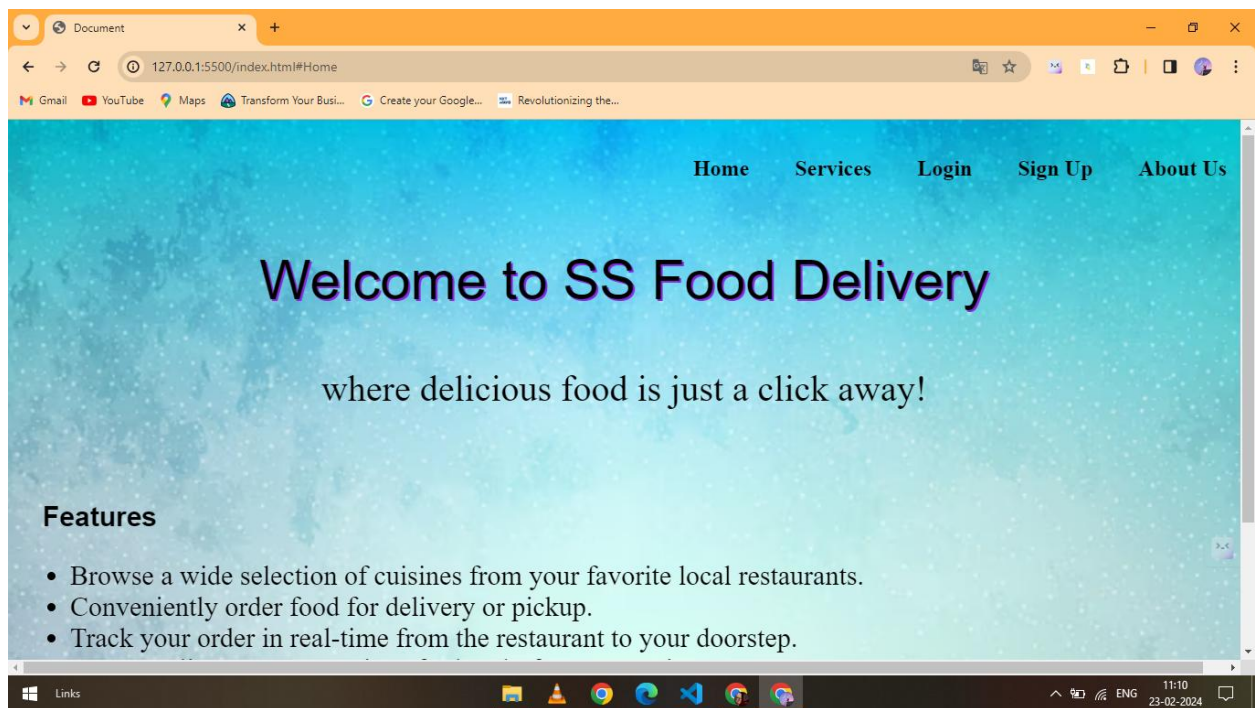 Document
127.0.0.1:5500/index.html#Home
Gmail YouTube Maps Transform Your Busi... Create your Google... Revolutionizing the...
Home Services Login Sign Up About Us
Welcome to SS Food Delivery
where delicious food is just a click away!
Features
• Browse a wide selection of cuisines from your favorite local restaurants.
• Conveniently order food for delivery or pickup.
• Track your order in real-time from the restaurant to your doorstep.
Links
ENG
11:10
23-02-2024